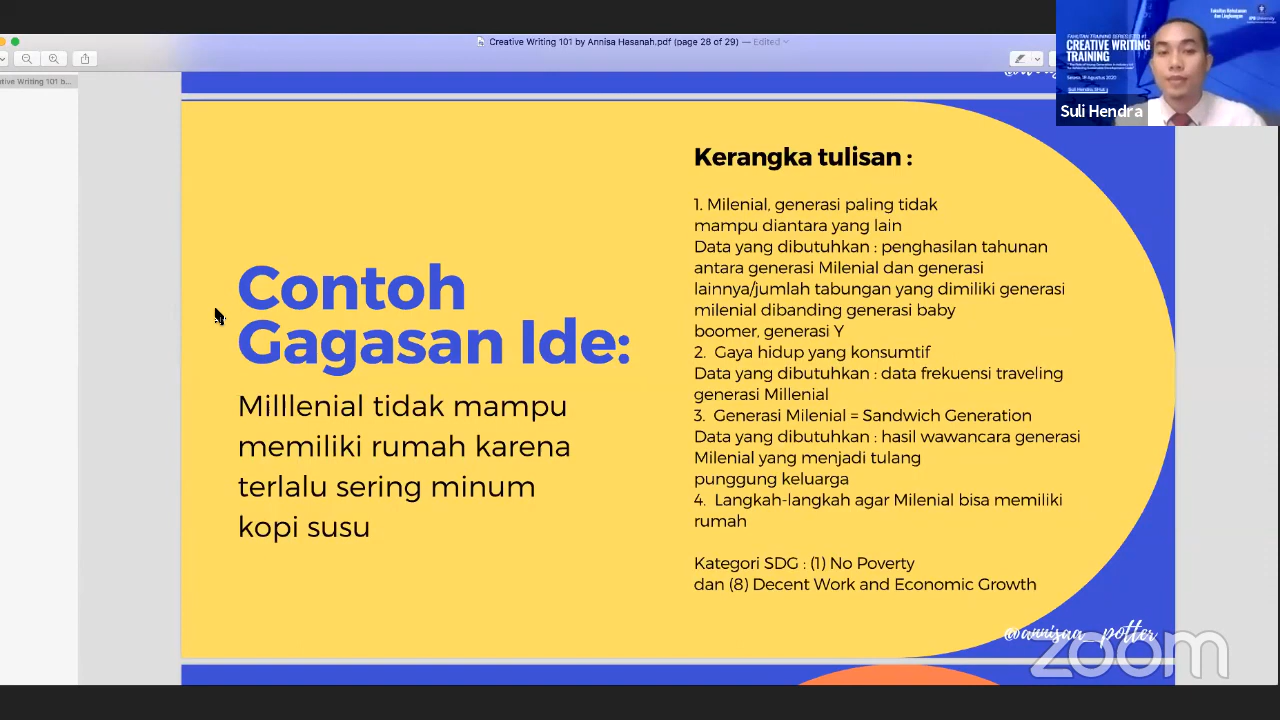 Creative Writing 101 by Annisa Hasanah.pdf (page 28 of 29) — Edited
ative Writing 101 b...
CREATIVE WRITING
TRAINING
Suli Hendra
Contoh
Gagasan Ide:
Milllenial tidak mampu
memiliki rumah karena
terlalu sering minum
kopi susu
Kerangka tulisan :
1. Milenial, generasi paling tidak
mampu diantara yang lain
Data yang dibutuhkan : penghasilan tahunan
antara generasi Milenial dan generasi
lainnya/jumlah tabungan yang dimiliki generasi
milenial dibanding generasi baby
boomer, generasi Y
2. Gaya hidup yang konsumtif
Data yang dibutuhkan : data frekuensi traveling
generasi Millenial
3. Generasi Milenial = Sandwich Generation
Data yang dibutuhkan : hasil wawancara generasi
Milenial yang menjadi tulang
punggung keluarga
4. Langkah-langkah agar Milenial bisa memiliki
rumah
Kategori SDG : (1) No Poverty
dan (8) Decent Work and Economic Growth
@annisaa_potter
zoom